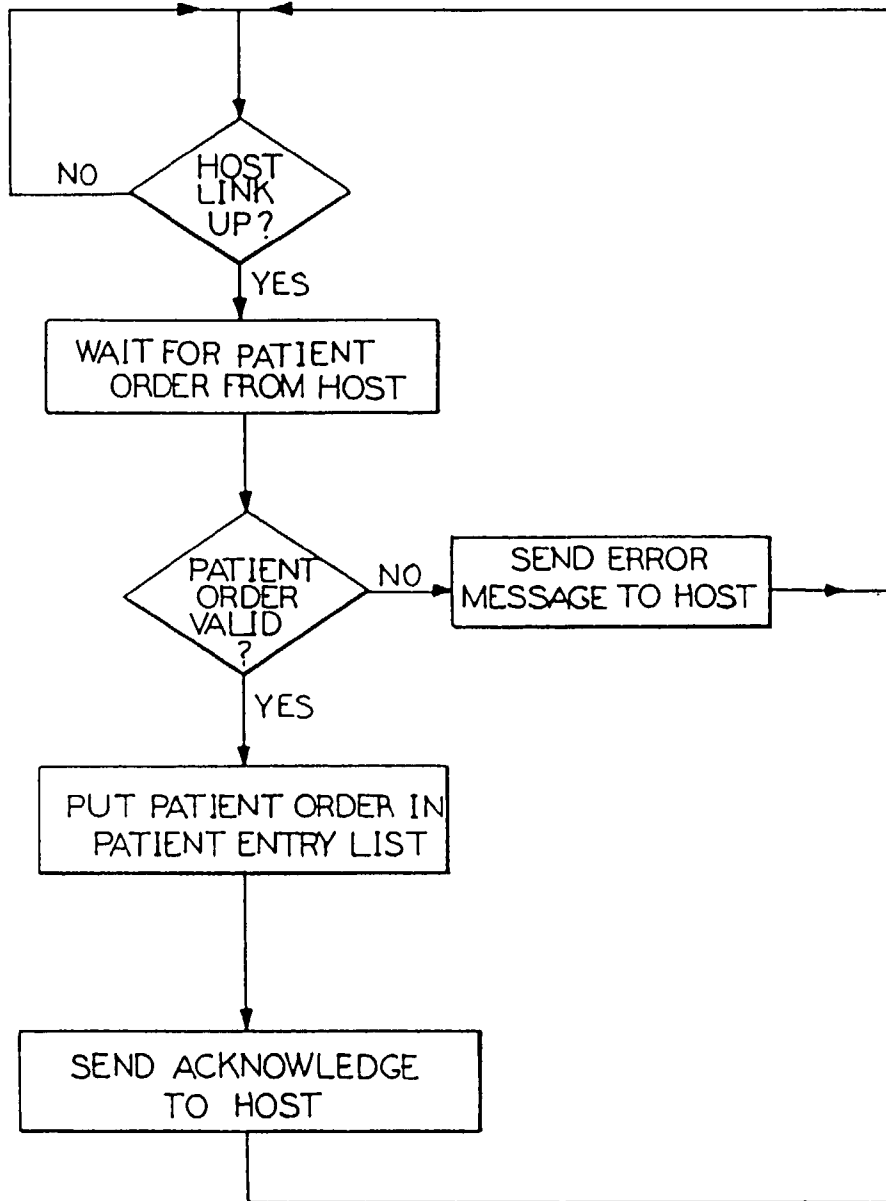 HOST
LINK
UP?
NO
YES
WAIT FOR PATIENT
ORDER FROM HOST
PATIENT
ORDER
VALID
?
NO
SEND ERROR
MESSAGE TO HOST
YES
PUT PATIENT ORDER IN
PATIENT ENTRY LIST
SEND ACKNOWLEDGE
TO HOST